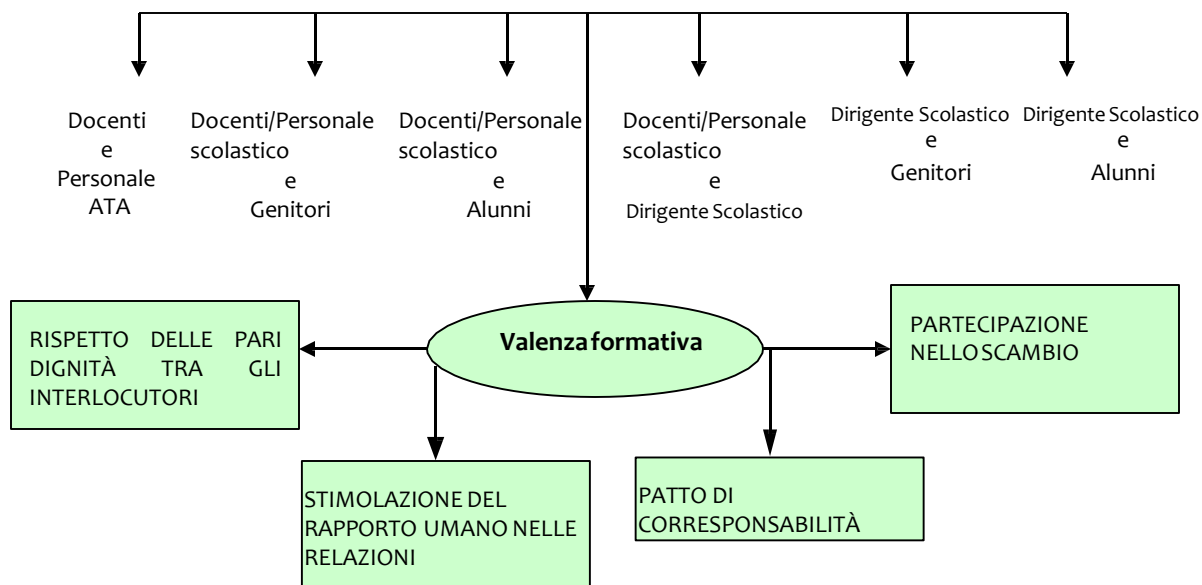 Docenti
e
Personale
ATA
Docenti/Personale
scolastico
e
Genitori
Docenti/Personale
scolastico
e
Alunni
Docenti/Personale
scolastico
e
Dirigente Scolastico
Dirigente Scolastico
e
Genitori
Dirigente Scolastico
e
Alunni
Valenza formativa
RISPETTO DELLE PARI
DIGNITÀ TRA GLI
INTERLOCUTORI
PARTECIPAZIONE
NELLO SCAMBIO
STIMOLAZIONE DEL
RAPPORTO UMANO NELLE
RELAZIONI
PATTO DI
CORRESPONSABILITÀ